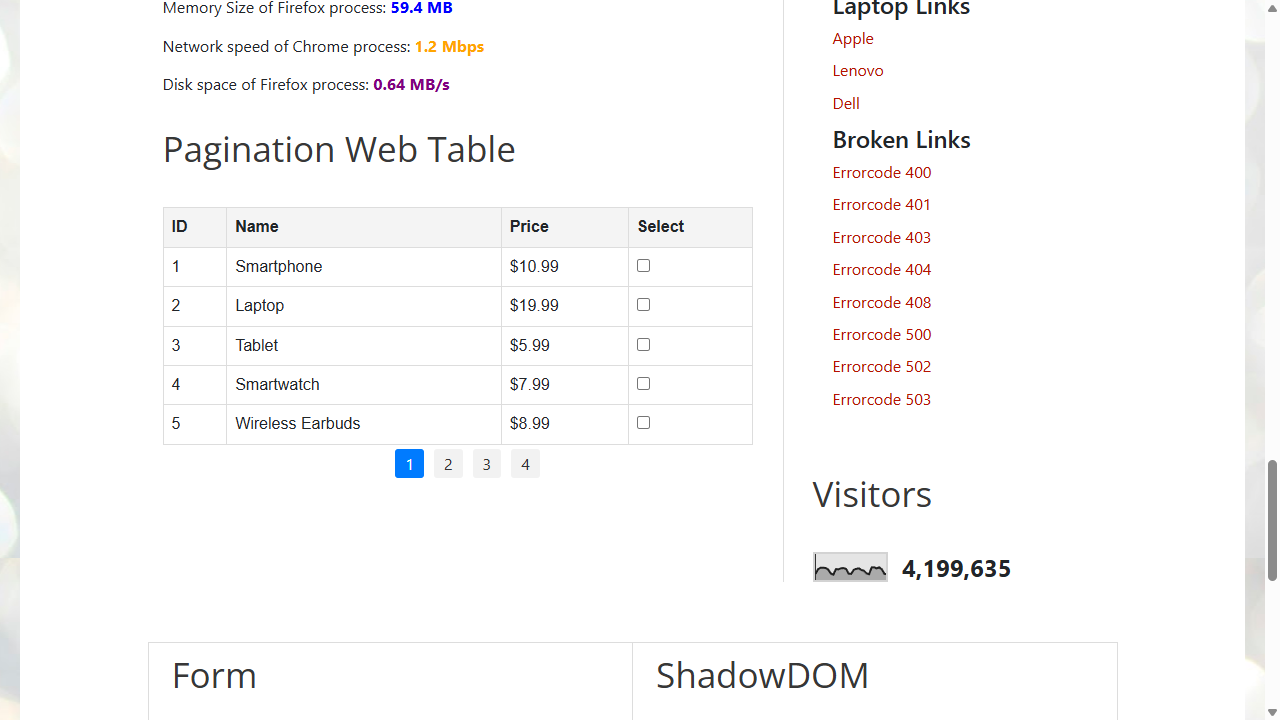 Memory Size of Firefox process: 59.4 MB
Network speed of Chrome process: 1.2 Mbps
Disk space of Firefox process: 0.64 MB/s
Pagination Web Table
ID Name Price Select
1 Smartphone $10.99
2 Laptop $19.99
3 Tablet $5.99
4 Smartwatch $7.99
5 Wireless Earbuds $8.99
1 2 3 4
Laptop Links
Apple
Lenovo
Dell
Broken Links
Errorcode 400
Errorcode 401
Errorcode 403
Errorcode 404
Errorcode 408
Errorcode 500
Errorcode 502
Errorcode 503
Visitors
4,199,635
Form
ShadowDOM